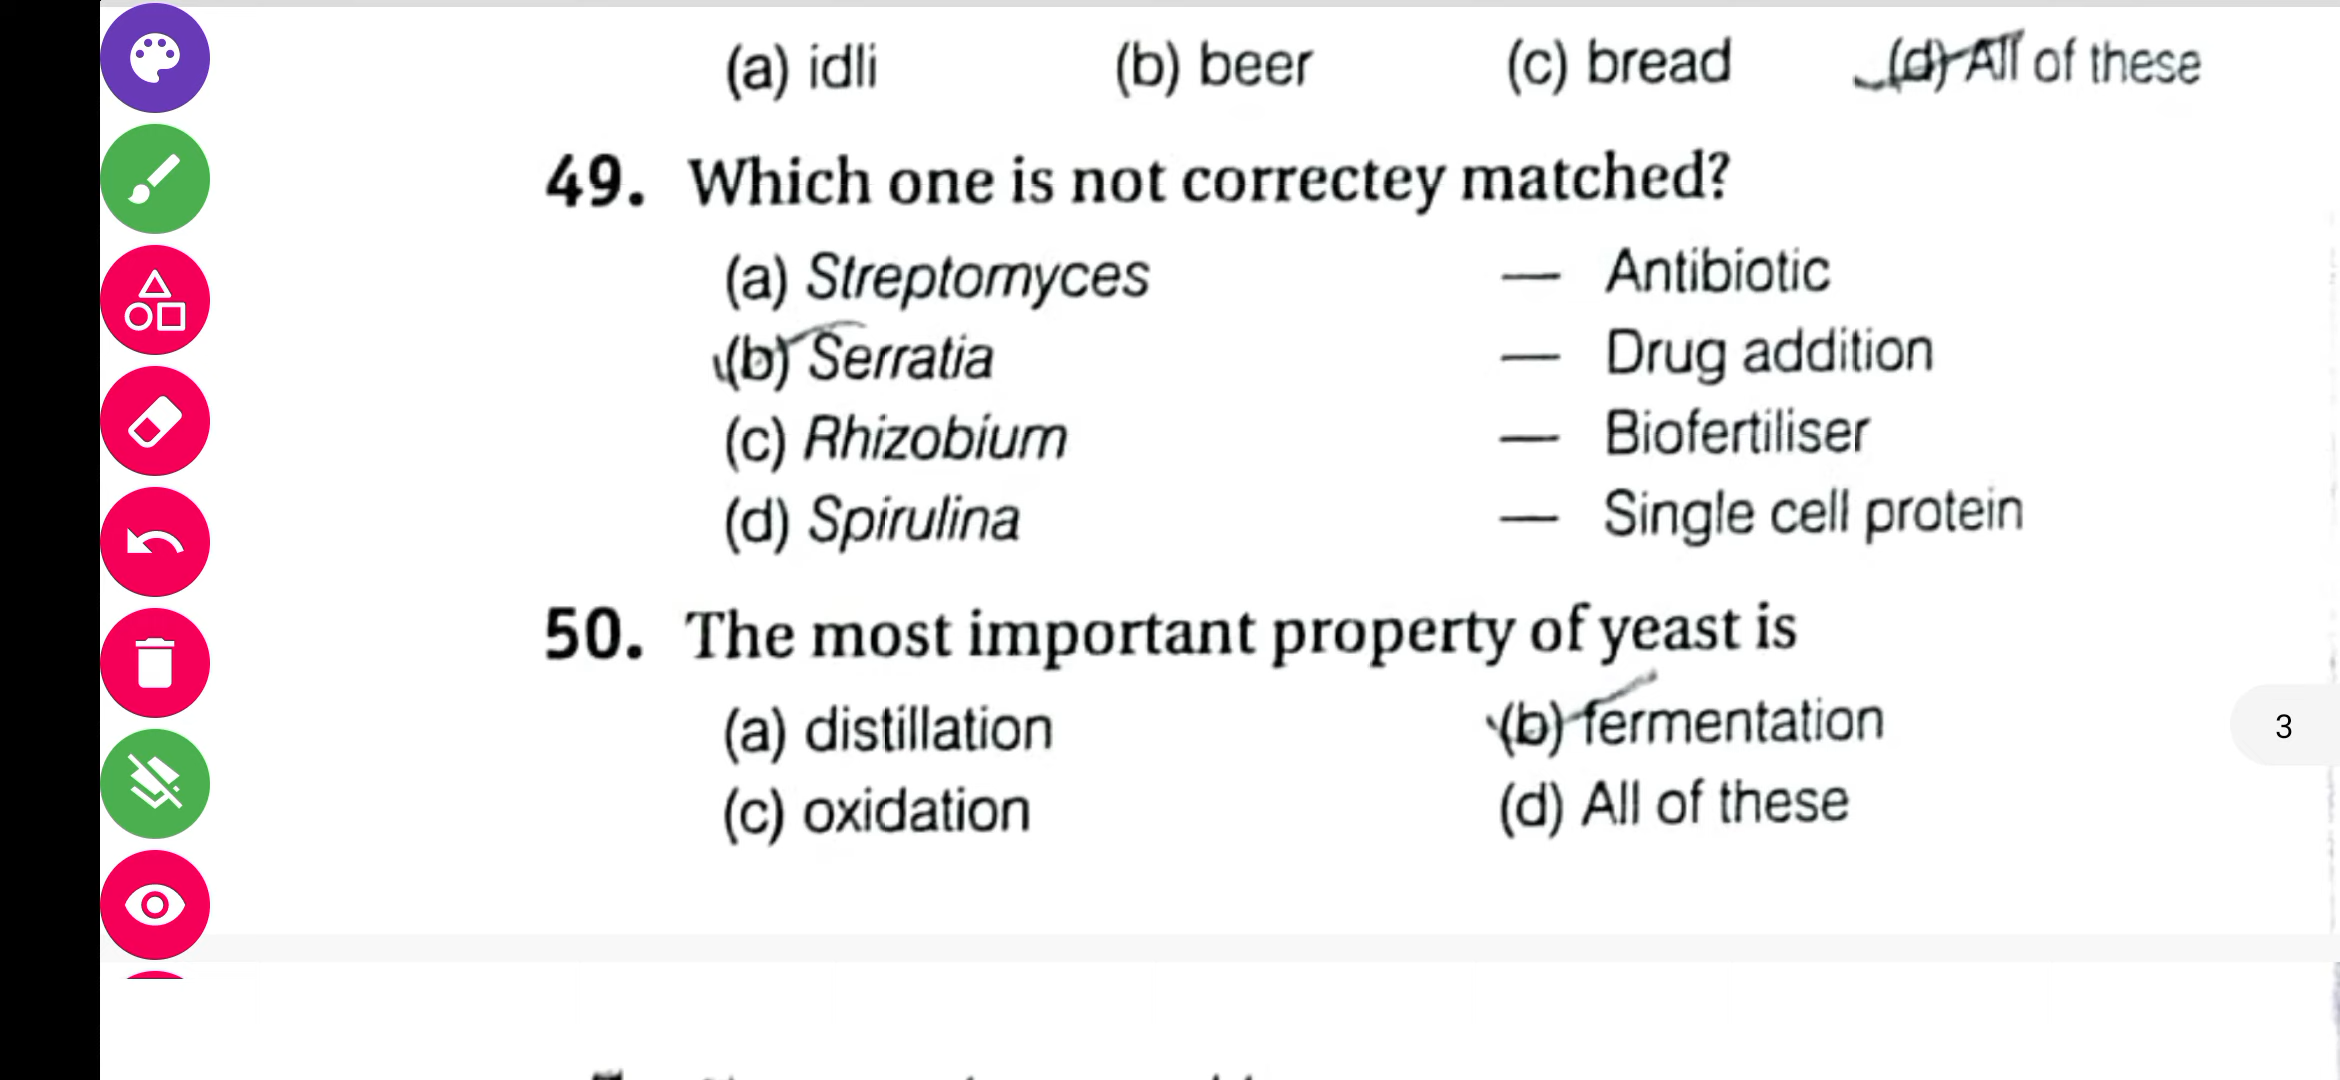 (a) idli (b) beer (c) bread (d) All of these
49. Which one is not correctey matched?
(a) Streptomyces — Antibiotic
(b) Serratia — Drug addition
(c) Rhizobium — Biofertiliser
(d) Spirulina — Single cell protein
50. The most important property of yeast is
(a) distillation (b) fermentation
3
(c) oxidation (d) All of these